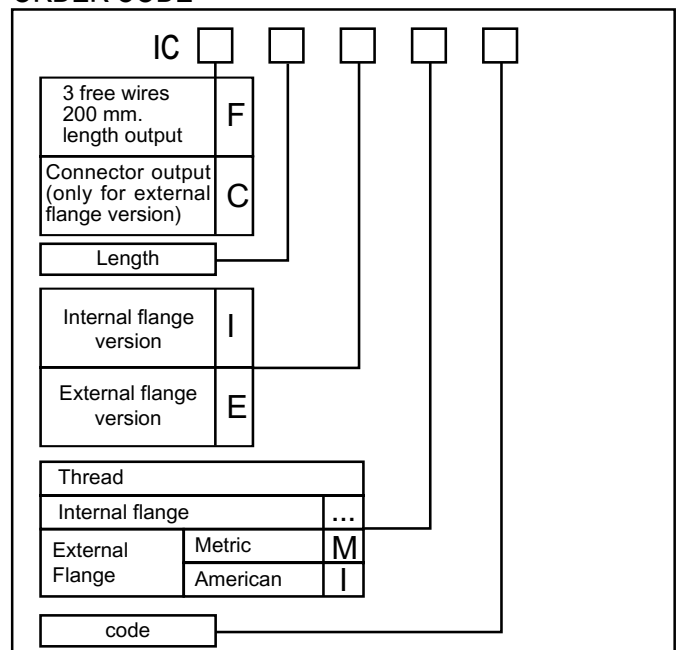 ORDER CODE
IC
3 free wires
200 mm.
length output
F
Connector output
(only for external
flange version)
C
Length
Internal flange
version
I
External flange
version
E
Thread
Internal flange
...
External
Flange
Metric
M
American
I
code